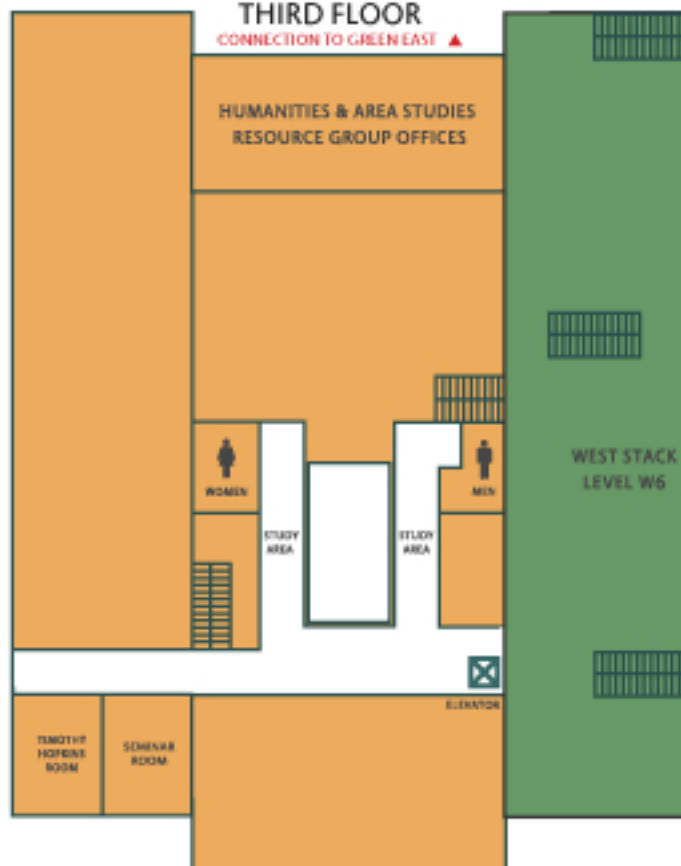 THIRD FLOOR
CONNECTION TO GREEN EAST
HUMANITIES & AREA STUDIES
RESOURCE GROUP OFFICES
WEST STACK
LEVEL W6
WOMEN
MEN
STUDY
AREA
STUDY
AREA
ELEVATOR
TIMOTHY
HOPKINS
ROOM
SEMINAR
ROOM